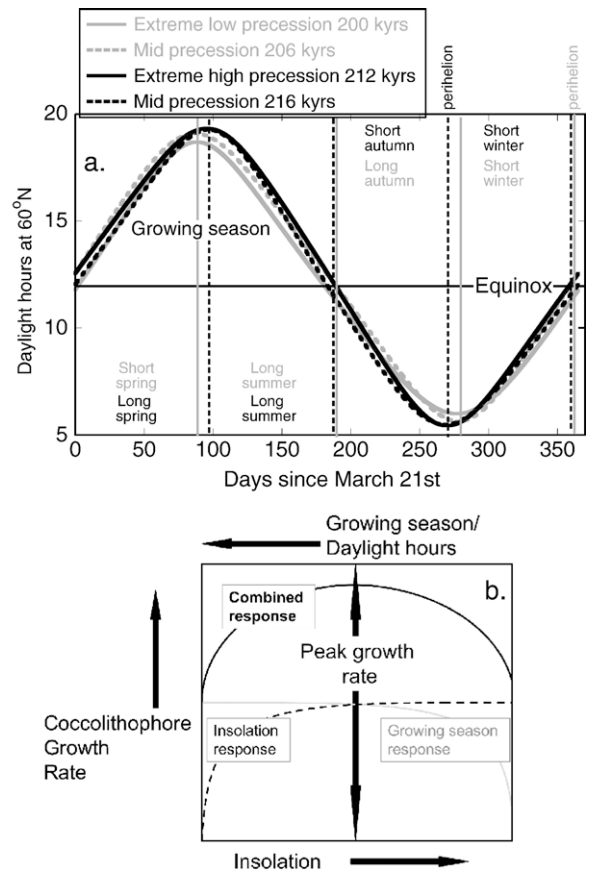 Extreme low precession 200 kyrs
Mid precession 206 kyrs
Extreme high precession 212 kyrs
Mid precession 216 kyrs
perihelion
perihelion
20
15
10
5
Daylight hours at 60°N
a.
Short
autumn
Long
autumn
Short
winter
Short
winter
Growing season
Equinox
Short
spring
Long
spring
Long
summer
Long
summer
0
50
100
150
200
250
300
350
Days since March 21st
Growing season/
Daylight hours
b.
Combined
response
Peak growth
rate
Coccolithophore
Growth
Rate
Insolation
response
Growing season
response
Insolation